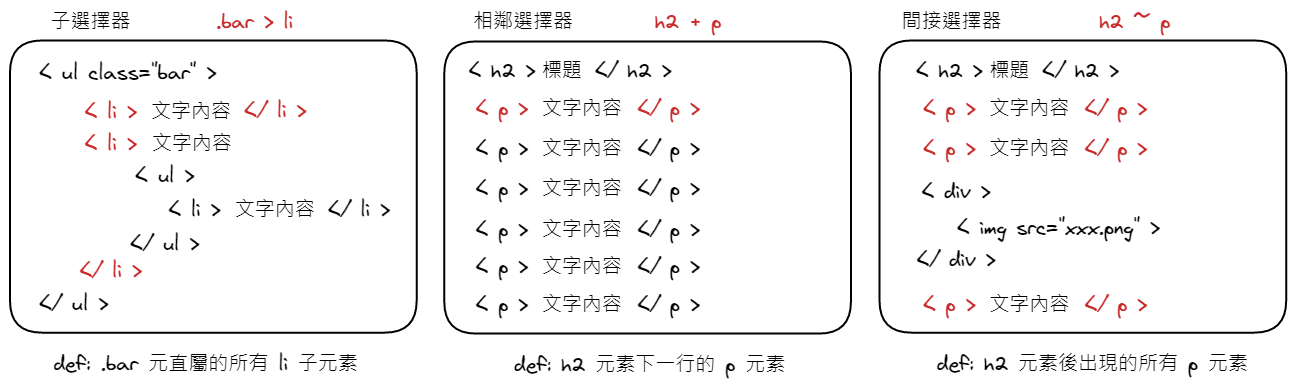 子選擇器 .bar > li
< ul class="bar" >
< li > 文字內容 </ li >
< li > 文字內容
< ul >
< li > 文字內容 </ li >
</ ul >
</ li >
</ ul >
def: .bar 元直屬的所有 li 子元素
相鄰選擇器 h2 + p
< h2 > 標題 </ h2 >
< p > 文字內容 </ p >
< p > 文字內容 </ p >
< p > 文字內容 </ p >
< p > 文字內容 </ p >
< p > 文字內容 </ p >
< p > 文字內容 </ p >
def: h2 元素下一行的 p 元素
間接選擇器 h2 ~ p
< h2 > 標題 </ h2 >
< p > 文字內容 </ p >
< p > 文字內容 </ p >
< div >
< img src="xxx.png" >
</ div >
< p > 文字內容 </ p >
def: h2 元素後出現的所有 p 元素